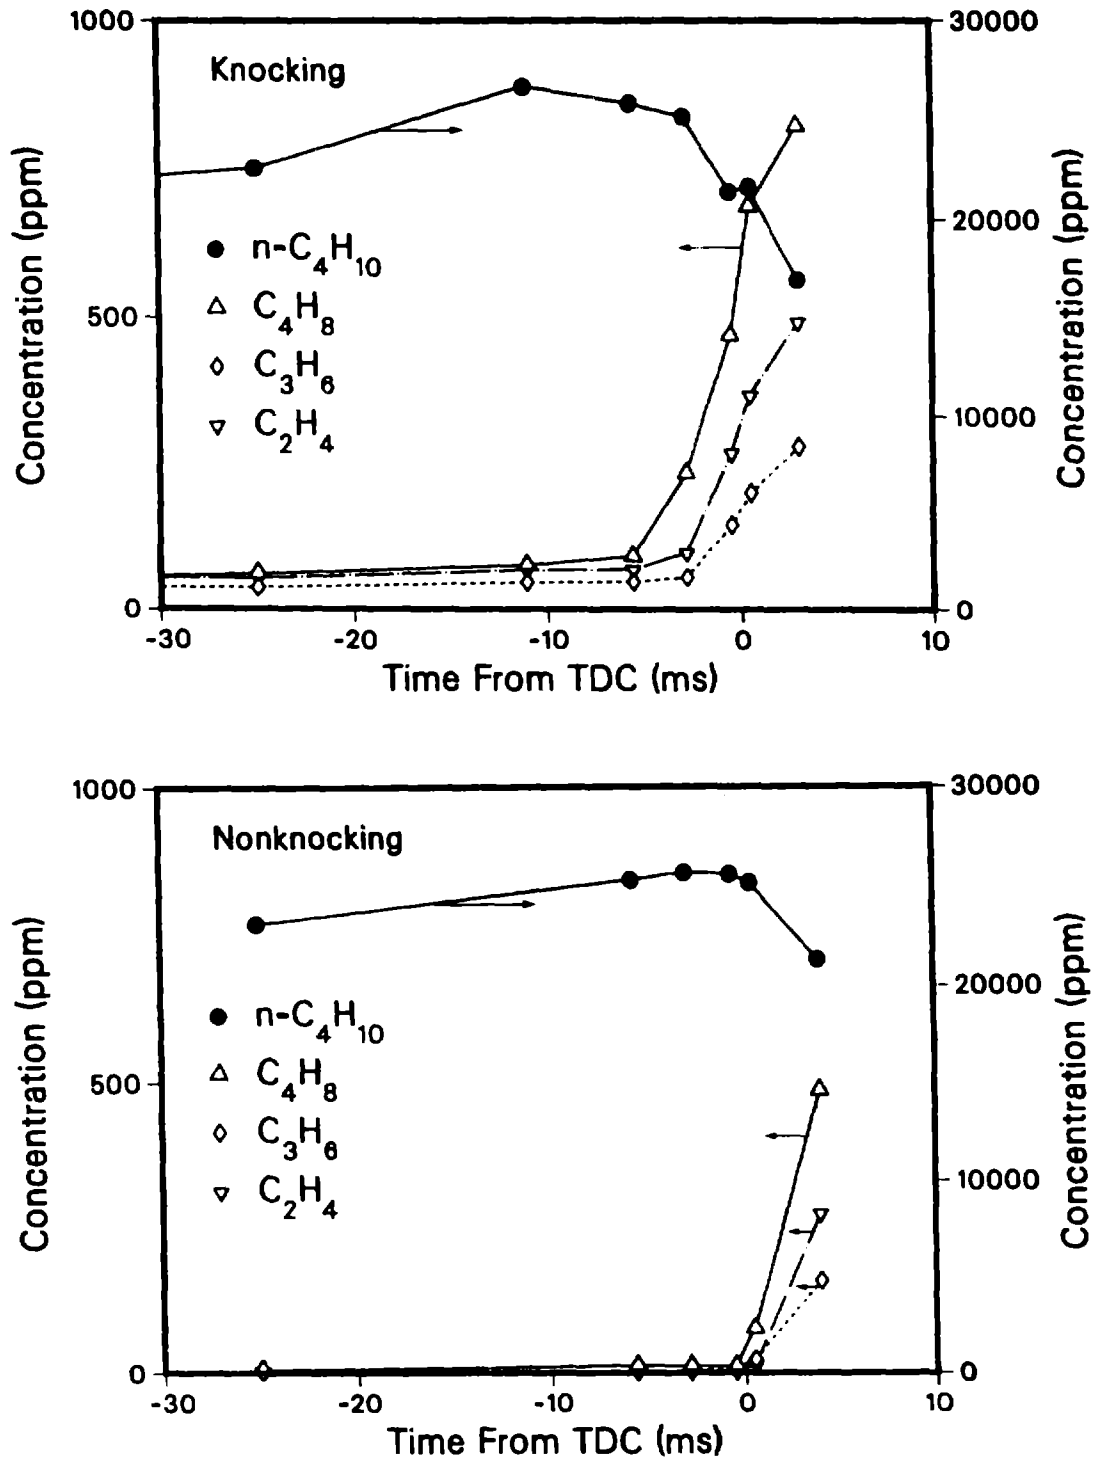 1000
30000
Knocking
Concentration (ppm)
Concentration (ppm)
n-C4H10
C4H8
C3H6
C2H4
20000
500
10000
0
0
-30
-20
-10
0
10
Time From TDC (ms)
1000
30000
Nonknocking
Concentration (ppm)
Concentration (ppm)
n-C4H10
C4H8
C3H6
C2H4
20000
500
10000
0
0
-30
-20
-10
0
10
Time From TDC (ms)